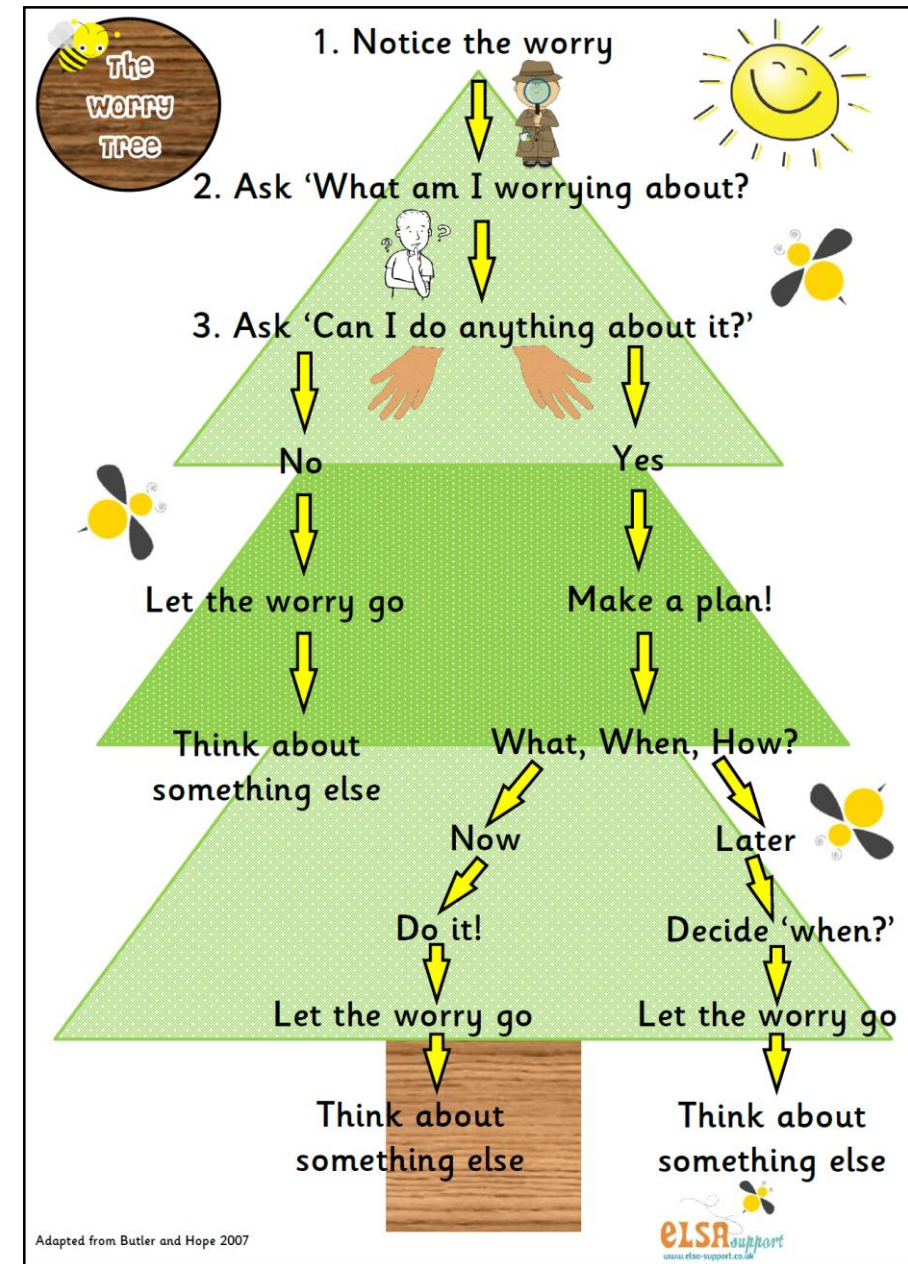 The
Worry
Tree
1. Notice the worry
2. Ask ‘What am I worrying about?
3. Ask ‘Can I do anything about it?’
No
Yes
Let the worry go
Make a plan!
Think about
something else
What, When, How?
Now
Later
Do it!
Decide ‘when?’
Let the worry go
Let the worry go
Think about
something else
Think about
something else
Adapted from Butler and Hope 2007
eLSA support
www.elsa-support.co.uk